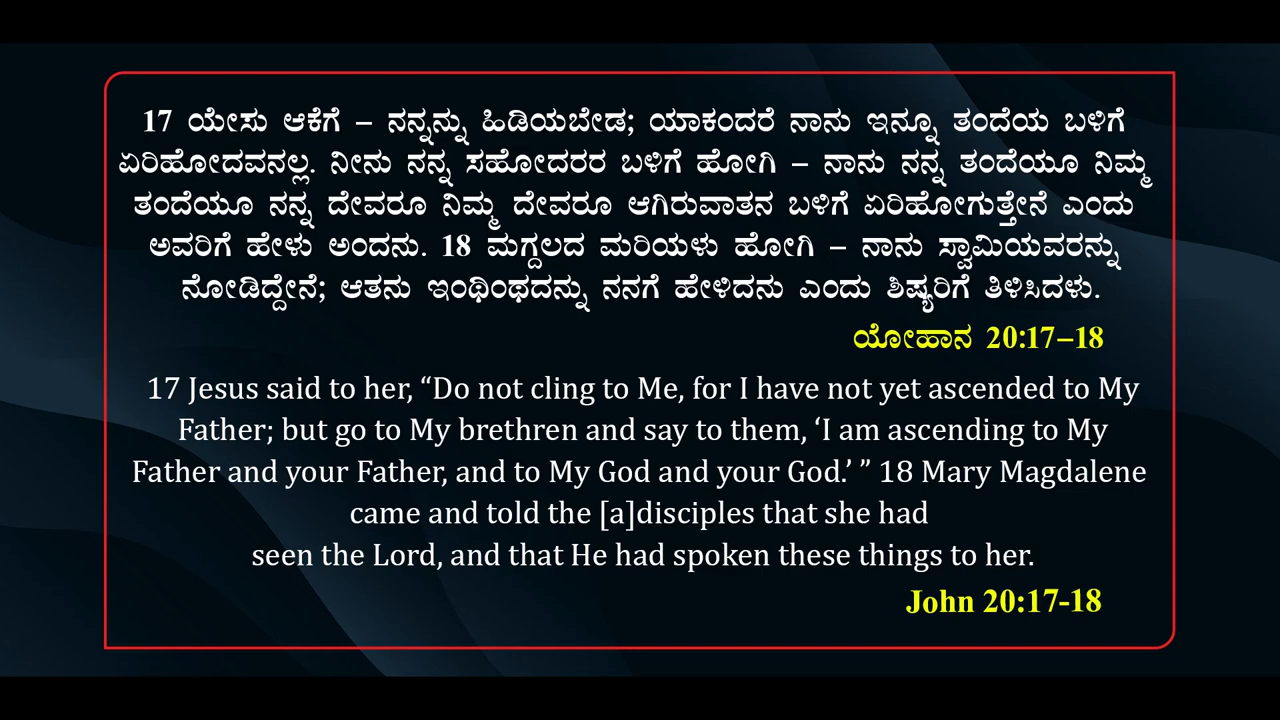 17 ಯೇಸು ಆಕೆಗೆ – ನನ್ನನ್ನು ಹಿಡಿಯಬೇಡ; ಯಾಕಂದರೆ ನಾನು ಇನ್ನೂ ತಂದೆಯ ಬಳಿಗೆ
ಏರಿಹೋದವನಲ್ಲ. ನೀನು ನನ್ನ ಸಹೋದರರ ಬಳಿಗೆ ಹೋಗಿ – ನಾನು ನನ್ನ ತಂದೆಯೂ ನಿಮ್ಮ
ತಂದೆಯೂ ನನ್ನ ದೇವರೂ ನಿಮ್ಮ ದೇವರೂ ಆಗಿರುವಾತನ ಬಳಿಗೆ ಏರಿಹೋಗುತ್ತೇನೆ ಎಂದು
ಅವರಿಗೆ ಹೇಳು ಅಂದನು. 18 ಮಗ್ದಲದ ಮರಿಯಳು ಹೋಗಿ – ನಾನು ಸ್ವಾಮಿಯವರನ್ನು
ನೋಡಿದ್ದೇನೆ; ಆತನು ಇಂಥಿಂಥದನ್ನು ನನಗೆ ಹೇಳಿದನು ಎಂದು ಶಿಷ್ಯರಿಗೆ ತಿಳಿಸಿದಳು.
ಯೋಹಾನ 20:17–18
17 Jesus said to her, “Do not cling to Me, for I have not yet ascended to My
Father; but go to My brethren and say to them, ‘I am ascending to My
Father and your Father, and to My God and your God.’ ” 18 Mary Magdalene
came and told the [a]disciples that she had
seen the Lord, and that He had spoken these things to her.
John 20:17-18